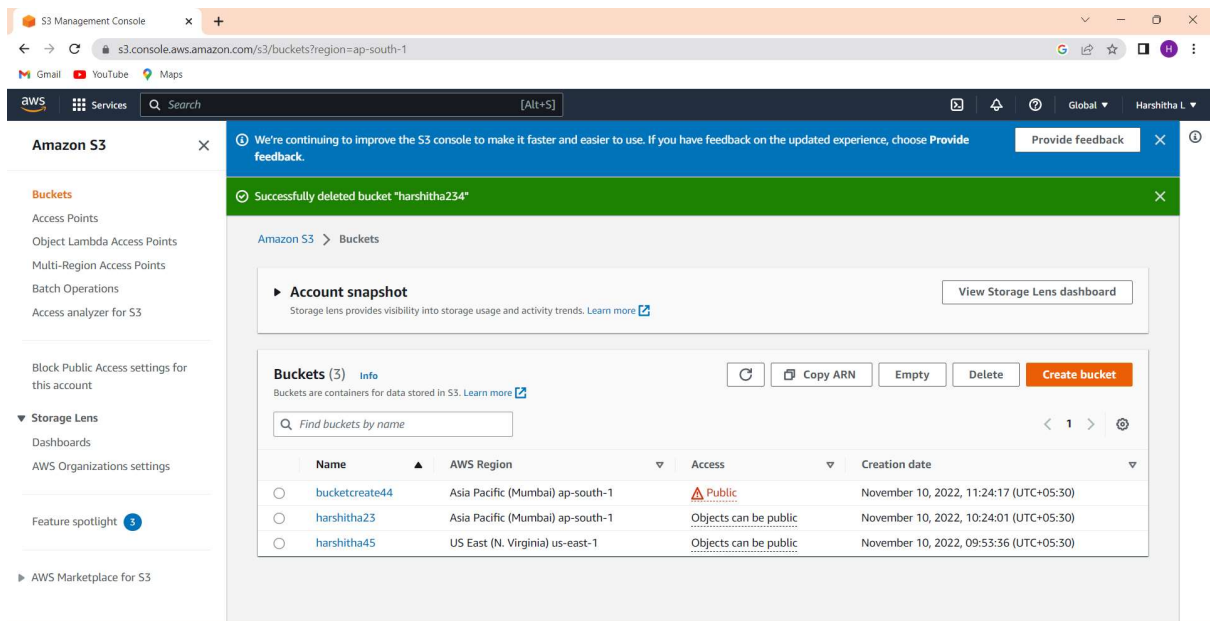 S3 Management Console
s3.console.aws.amazon.com/s3/buckets?region=ap-south-1
G
H
Gmail YouTube Maps
aws Services Search [Alt+S] Global Harshitha L
Amazon S3
Buckets
Access Points
Object Lambda Access Points
Multi-Region Access Points
Batch Operations
Access analyzer for S3
Block Public Access settings for
this account
Storage Lens
Dashboards
AWS Organizations settings
Feature spotlight 3
AWS Marketplace for S3
We're continuing to improve the S3 console to make it faster and easier to use. If you have feedback on the updated experience, choose Provide
feedback.
Provide feedback
Successfully deleted bucket "harshitha234"
Amazon S3 > Buckets
Account snapshot
Storage lens provides visibility into storage usage and activity trends. Learn more
View Storage Lens dashboard
Buckets (3) Info
Buckets are containers for data stored in S3. Learn more
Copy ARN Empty Delete Create bucket
Find buckets by name
< 1 >
Name AWS Region Access Creation date
bucketcreate44 Asia Pacific (Mumbai) ap-south-1 Public November 10, 2022, 11:24:17 (UTC+05:30)
harshitha23 Asia Pacific (Mumbai) ap-south-1 Objects can be public November 10, 2022, 10:24:01 (UTC+05:30)
harshitha45 US East (N. Virginia) us-east-1 Objects can be public November 10, 2022, 09:53:36 (UTC+05:30)